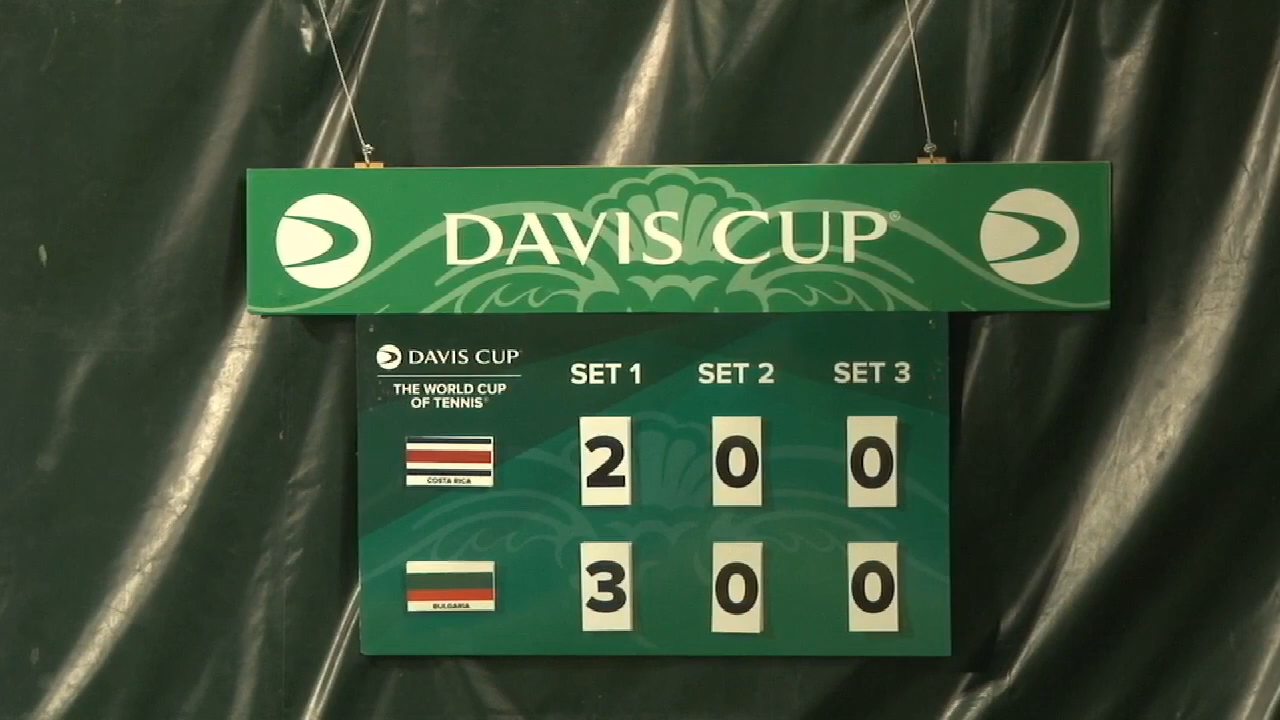 DAVIS CUP®
DAVIS CUP®
THE WORLD CUP
OF TENNIS®
SET 1 SET 2 SET 3
COSTA RICA
2 0 0
BULGARIA
3 0 0